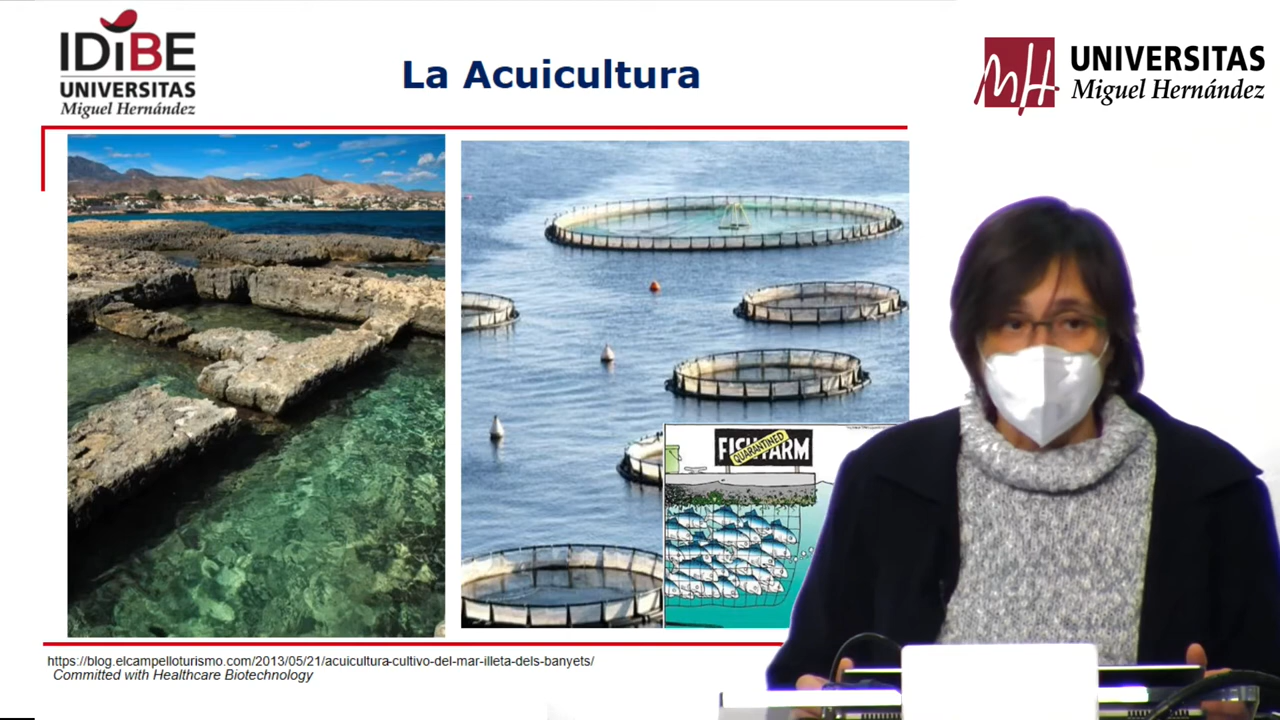 IDiBE
UNIVERSITAS
Miguel Hernández
La Acuicultura
MH
UNIVERSITAS
Miguel Hernández
FISH FARM
QUARANTINED
https://blog.elcampelloturismo.com/2013/05/21/acuicultura-cultivo-del-mar-illeta-dels-banyets/
Committed with Healthcare Biotechnology